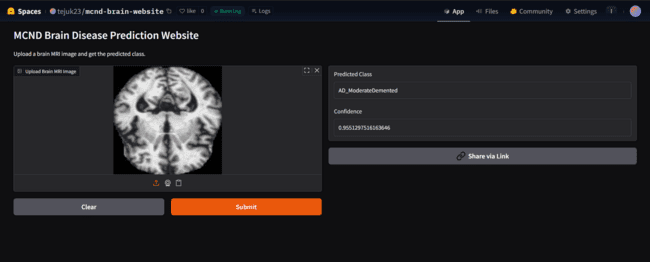 Spaces tejuk23/mcnd-brain-website like 0 Running Logs App Files Community Settings
MCND Brain Disease Prediction Website
Upload a brain MRI image and get the predicted class.
Upload Brain MRI Image
Predicted Class
AD_ModerateDemented
Confidence
0.9551297516163646
Share via Link
Clear Submit